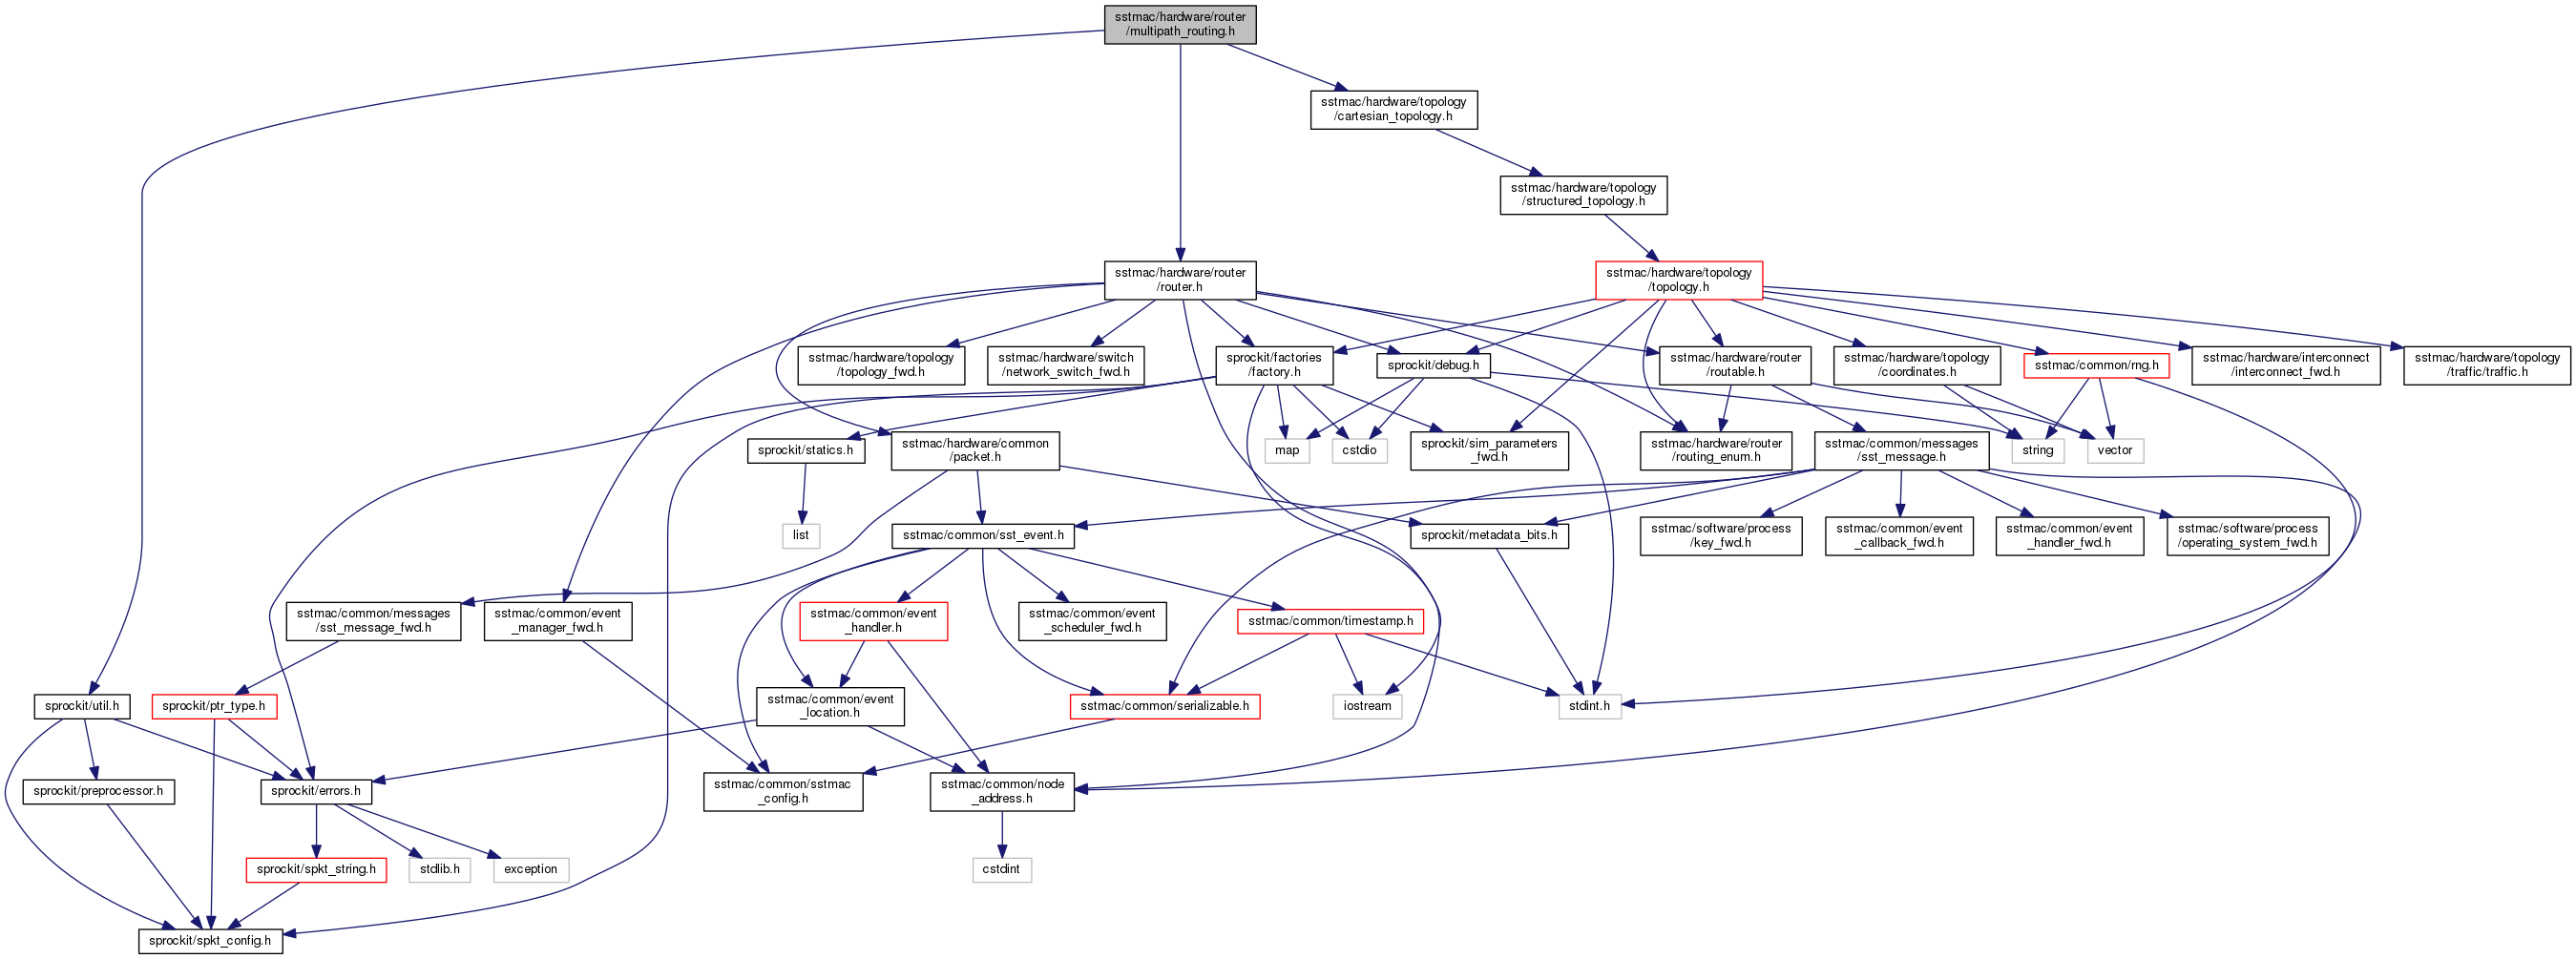 sstmac/hardware/router
/multipath_routing.h
sstmac/hardware/topology
/cartesian_topology.h
sstmac/hardware/topology
/structured_topology.h
sstmac/hardware/router
/router.h
sstmac/hardware/topology
/topology.h
sstmac/hardware/topology
/topology_fwd.h
sstmac/hardware/switch
/network_switch_fwd.h
sprockit/factories
/factory.h
sprockit/debug.h
sstmac/hardware/router
/routable.h
sstmac/hardware/topology
/coordinates.h
sstmac/common/rng.h
sstmac/hardware/interconnect
/interconnect_fwd.h
sstmac/hardware/topology
/traffic/traffic.h
sprockit/statics.h
sstmac/hardware/common
/packet.h
map
cstdio
sprockit/sim_parameters
_fwd.h
sstmac/hardware/router
/routing_enum.h
sstmac/common/messages
/sst_message.h
string
vector
list
sstmac/common/sst_event.h
sprockit/metadata_bits.h
sstmac/software/process
/key_fwd.h
sstmac/common/event
_callback_fwd.h
sstmac/common/event
_handler_fwd.h
sstmac/software/process
/operating_system_fwd.h
sstmac/common/messages
/sst_message_fwd.h
sstmac/common/event
_manager_fwd.h
sstmac/common/event
_handler.h
sstmac/common/event
_scheduler_fwd.h
sstmac/common/timestamp.h
sprockit/util.h
sprockit/ptr_type.h
sstmac/common/event
_location.h
sstmac/common/serializable.h
iostream
stdint.h
sprockit/preprocessor.h
sprockit/errors.h
sstmac/common/sstmac
_config.h
sstmac/common/node
_address.h
sprockit/spkt_string.h
stdlib.h
exception
cstdint
sprockit/spkt_config.h